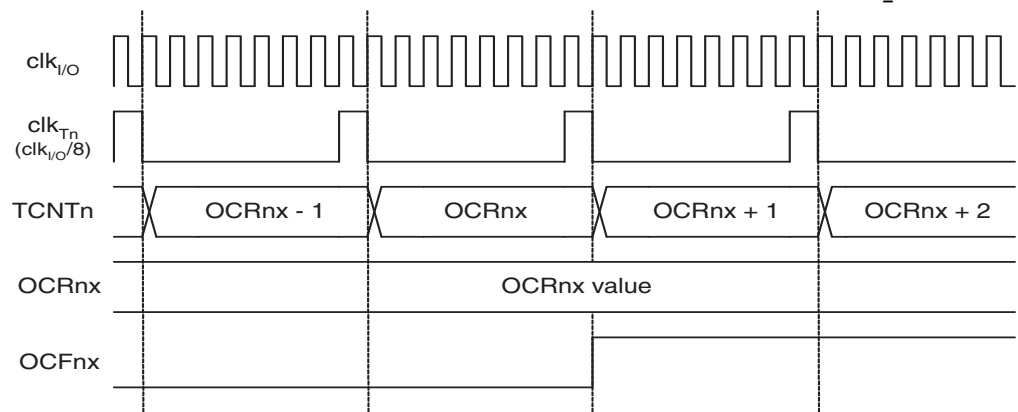 clkI/O
clkTn
(clkI/O/8)
TCNTn
OCRnx - 1
OCRnx
OCRnx + 1
OCRnx + 2
OCRnx
OCRnx value
OCFnx